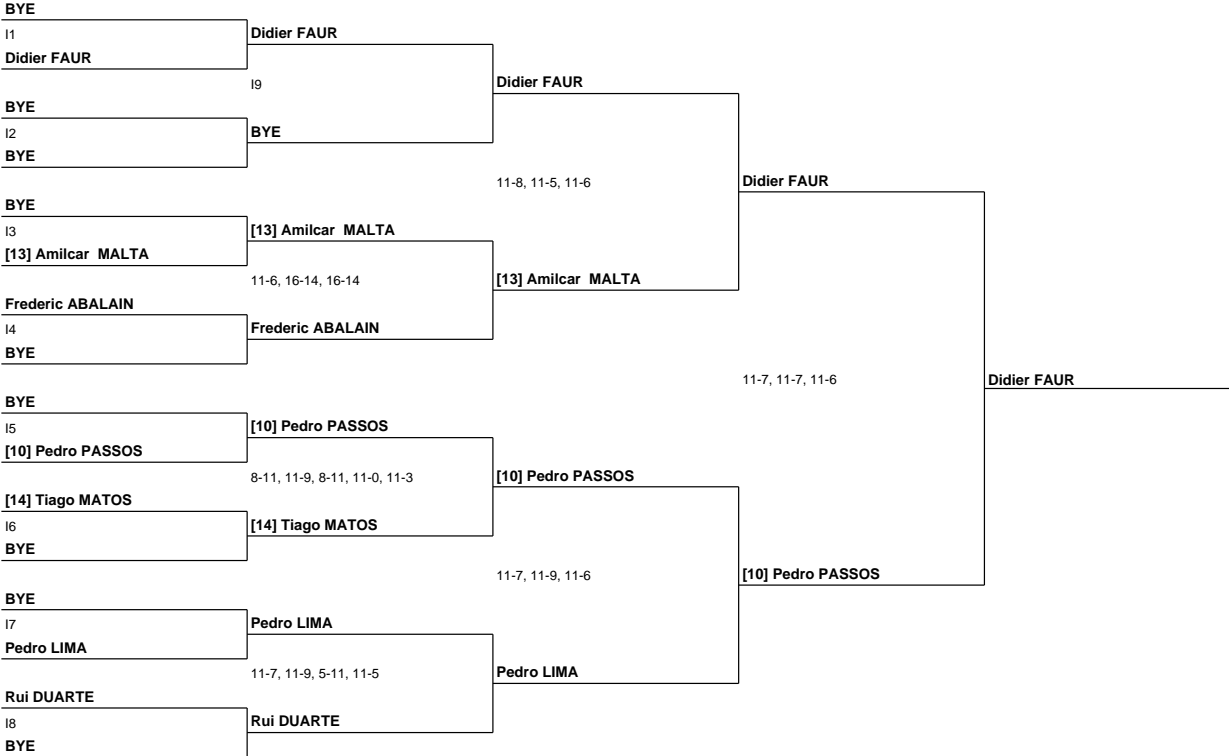 BYE
I1
Didier FAUR
BYE
I2
BYE
BYE
I3
[13] Amilcar  MALTA
Frederic ABALAIN
I4
BYE
BYE
I5
[10] Pedro PASSOS
[14] Tiago MATOS
I6
BYE
BYE
I7
Pedro LIMA
Rui DUARTE
I8
BYE
Didier FAUR
I9
BYE
[13] Amilcar  MALTA
11-6, 16-14, 16-14
Frederic ABALAIN
[10] Pedro PASSOS
8-11, 11-9, 8-11, 11-0, 11-3
[14] Tiago MATOS
Pedro LIMA
11-7, 11-9, 5-11, 11-5
Rui DUARTE
Didier FAUR
11-8, 11-5, 11-6
[13] Amilcar  MALTA
[10] Pedro PASSOS
11-7, 11-9, 11-6
Pedro LIMA
Didier FAUR
11-7, 11-7, 11-6
[10] Pedro PASSOS
Didier FAUR